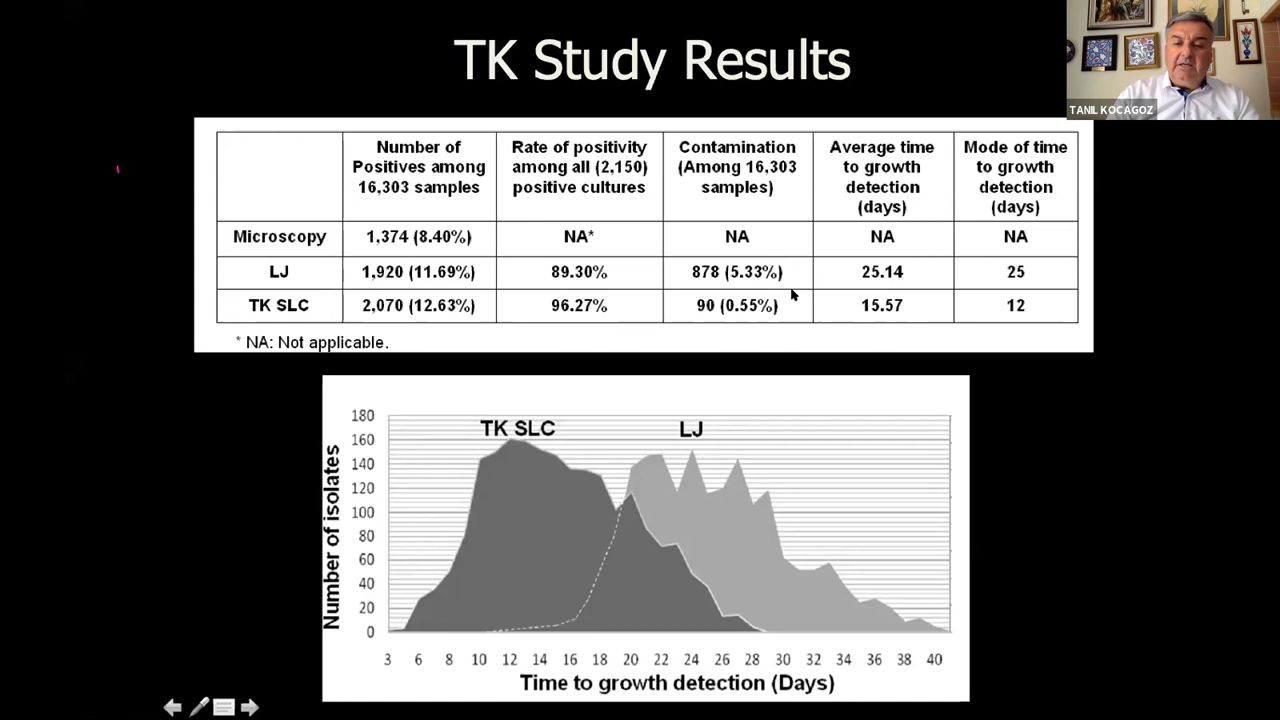 TK Study Results
TANIL KOCAGOZ
Number of Positives among 16,303 samples
Rate of positivity among all (2,150) positive cultures
Contamination (Among 16,303 samples)
Average time to growth detection (days)
Mode of time to growth detection (days)
Microscopy 1,374 (8.40%) NA* NA NA NA
LJ 1,920 (11.69%) 89.30% 878 (5.33%) 25.14 25
TK SLC 2,070 (12.63%) 96.27% 90 (0.55%) 15.57 12
* NA: Not applicable.
180
160
140
120
100
80
60
40
20
0
Number of isolates
TK SLC LJ
3 6 8 10 12 14 16 18 20 22 24 26 28 30 32 34 36 38 40
Time to growth detection (Days)